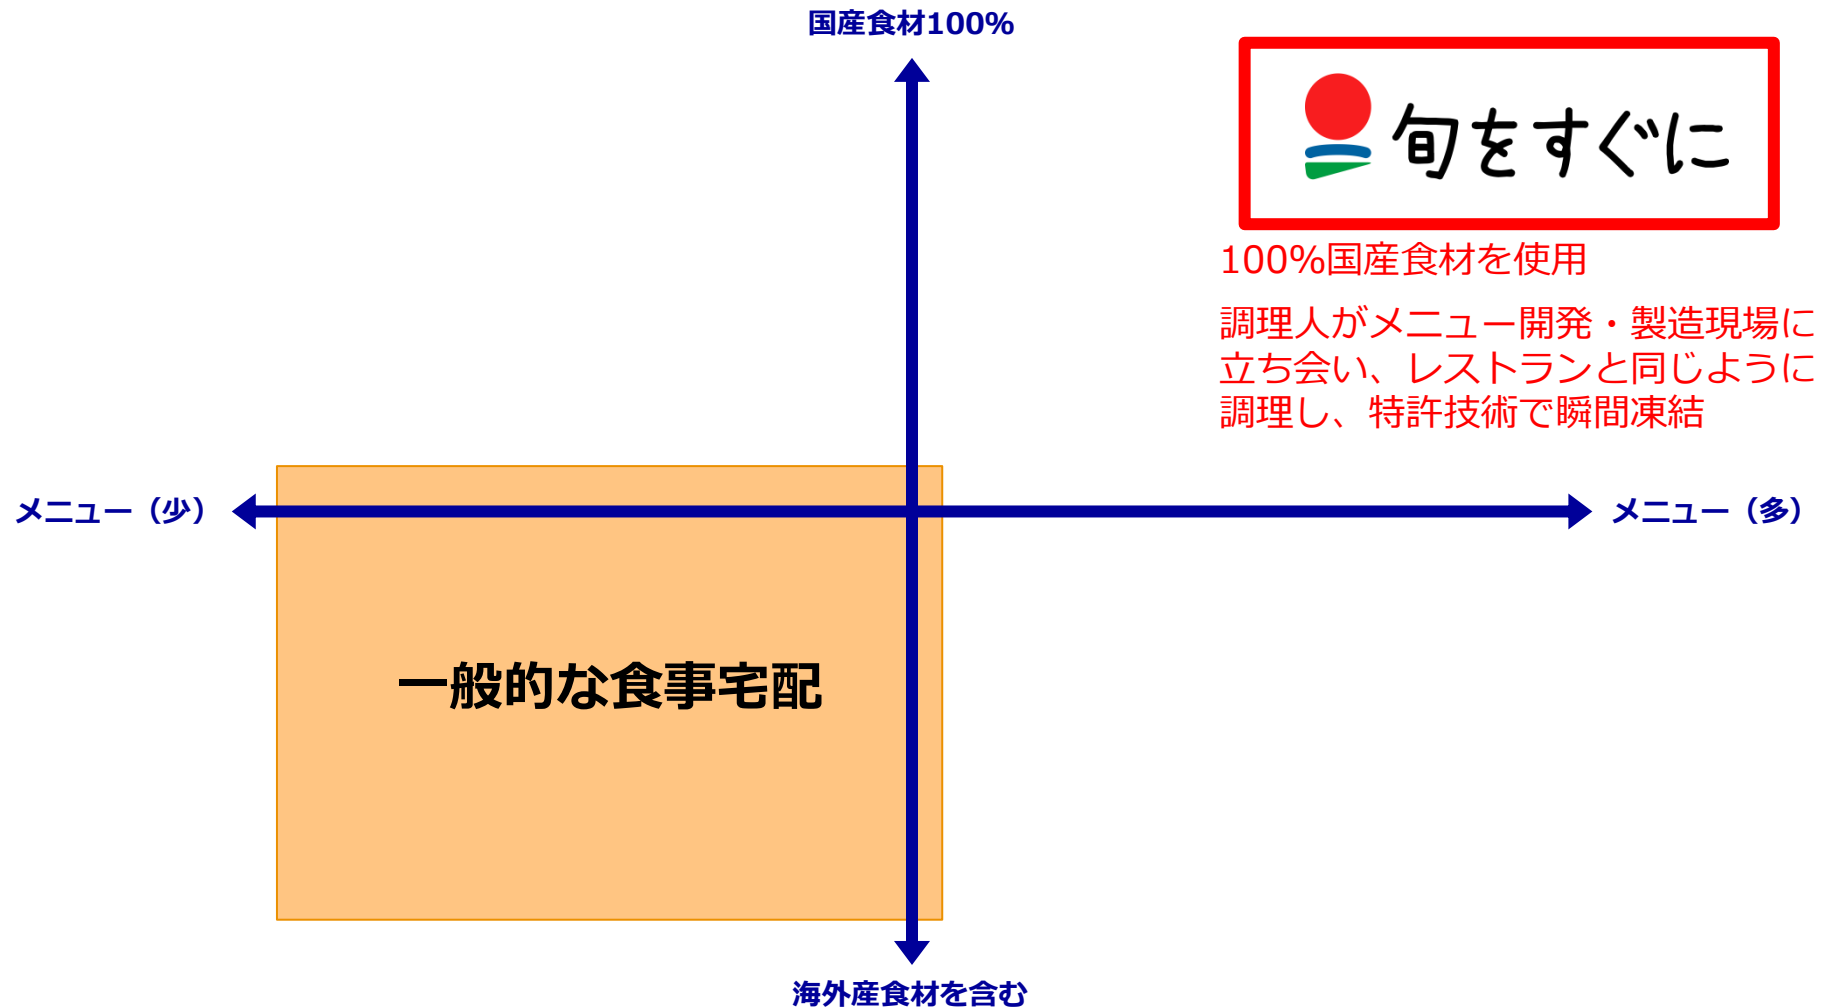 国産食材100%
旬をすぐに
100%国産食材を使用
調理人がメニュー開発・製造現場に
立ち会い、レストランと同じように
調理し、特許技術で瞬間凍結
メニュー（少）
メニュー（多）
一般的な食事宅配
海外産食材を含む